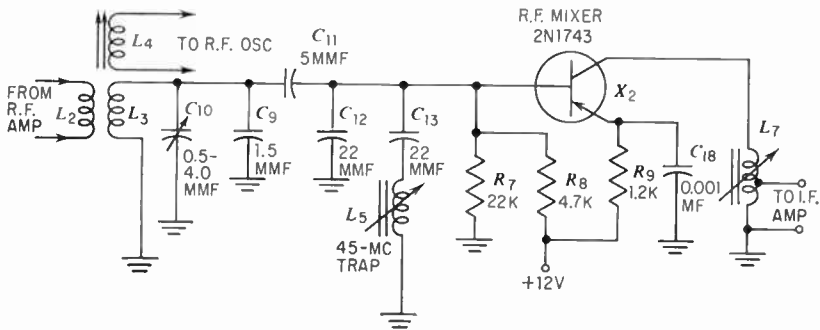 R.F. MIXER
2N1743
L4
TO R.F. OSC
C11
5MMF
FROM
R.F.
AMP
L2
L3
C10
0.5-
4.0
MMF
C9
1.5
MMF
C12
22
MMF
C13
22
MMF
L5
45-MC
TRAP
R7
22K
R8
4.7K
R9
1.2K
+12V
X2
C18
0.001
MF
L7
TO I.F.
AMP